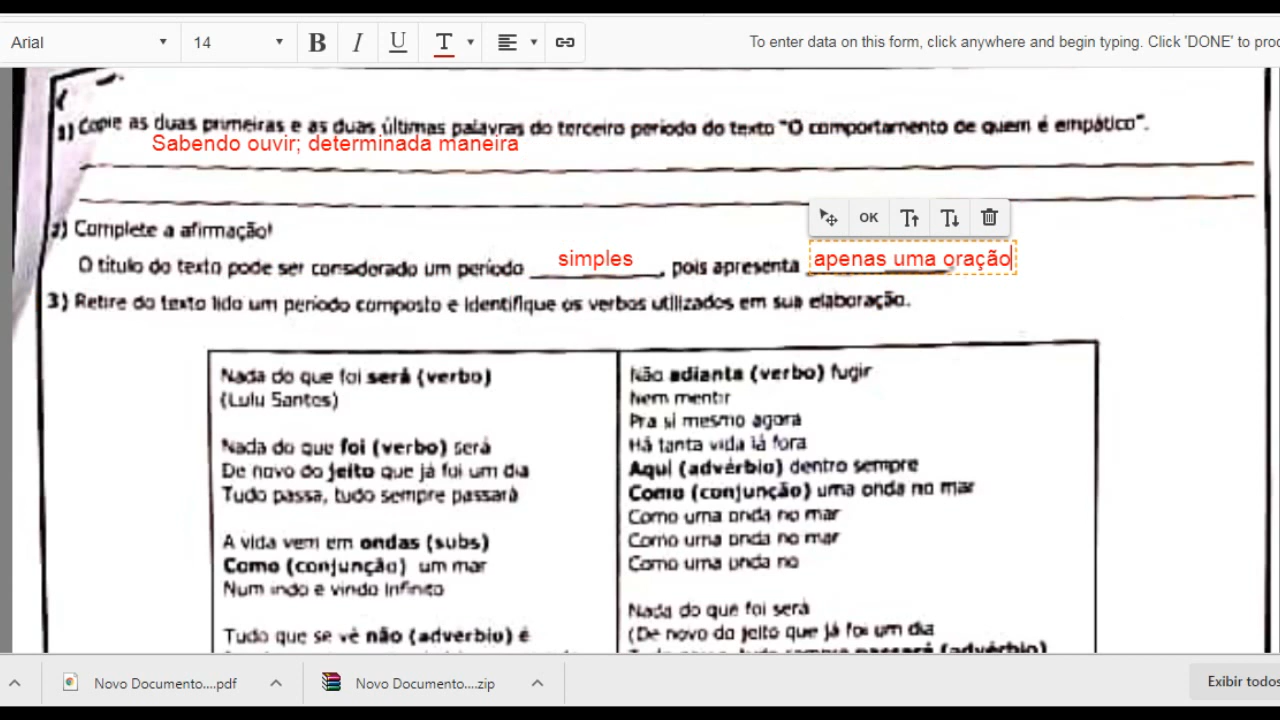 Arial
14
B I U T
To enter data on this form, click anywhere and begin typing. Click 'DONE' to
1) Copie as duas primeiras e as duas últimas palavras do terceiro período do texto "O comportamento de quem é empático".
Sabendo ouvir; determinada maneira
2) Complete a afirmação!
OK
O título do texto pode ser considerado um período simples, pois apresenta apenas uma oração
3) Retire do texto lido um período composto e identifique os verbos utilizados em sua elaboração.
Nada do que foi será (verbo)
(Lulu Santos)
Nada do que foi (verbo) será
De novo do jeito que já foi um dia
Tudo passa, tudo sempre passará
A vida vem em ondas (subs)
Como (conjunção) um mar
Num indo e vindo infinito
Tudo que se vê não (advérbio) é
Não adianta (verbo) fugir
Nem mentir
Pra si mesmo agora
Há tanta vida lá fora
Aqui (advérbio) dentro sempre
Como (conjunção) uma onda no mar
Como uma onda no mar
Como uma onda no mar
Como uma onda no
Nada do que foi será
(De novo do jeito que já foi um dia
passará (advérbio)
Novo Documento....pdf
Novo Documento....zip
Exibir todos